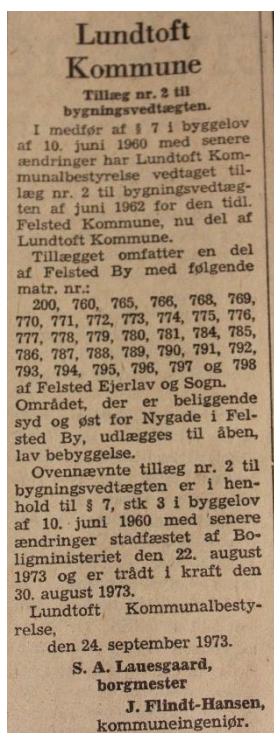 Lundtoft
Kommune
Tillæg nr. 2 til
bygningsvedtægten.
I medfør af § 7 i byggelov
af 10. juni 1960 med senere
ændringer har Lundtoft Kom-
munalbestyrelse vedtaget til-
læg nr. 2 til bygningsvedtæg-
ten af juni 1962 for den tidl.
Felsted Kommune, nu del af
Lundtoft Kommune.
Tillægget omfatter en del
af Felsted By med følgende
matr. nr.:
200, 760, 765, 766, 768, 769,
770, 771, 772, 773, 774, 775, 776,
777, 778, 779, 780, 781, 784, 785,
786, 787, 788, 789, 790, 791, 792,
793, 794, 795, 796, 797 og 798
af Felsted Ejerlav og Sogn.
Området, der er beliggende
syd og øst for Nygade i Fel-
sted By, udlægges til åben,
lav bebyggelse.
Ovennævnte tillæg nr. 2 til
bygningsvedtægten er i hen-
hold til § 7, stk 3 i byggelov
af 10. juni 1960 med senere
ændringer stadfæstet af Bo-
ligministeriet den 22. august
1973 og er trådt i kraft den
30. august 1973.
Lundtoft Kommunalbesty-
relse,
den 24. september 1973.
S. A. Lauesgaard,
borgmester
J. Flindt-Hansen,
kommuneingeniør.